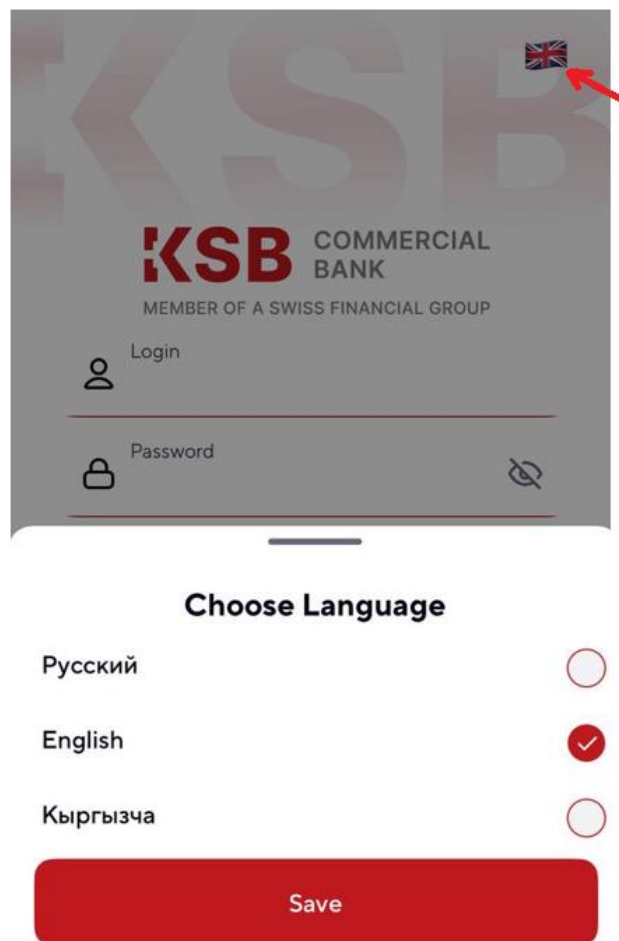 KSB
KSB COMMERCIAL
BANK
MEMBER OF A SWISS FINANCIAL GROUP
Login
Password
Choose Language
Русский
English
Кыргызча
Save